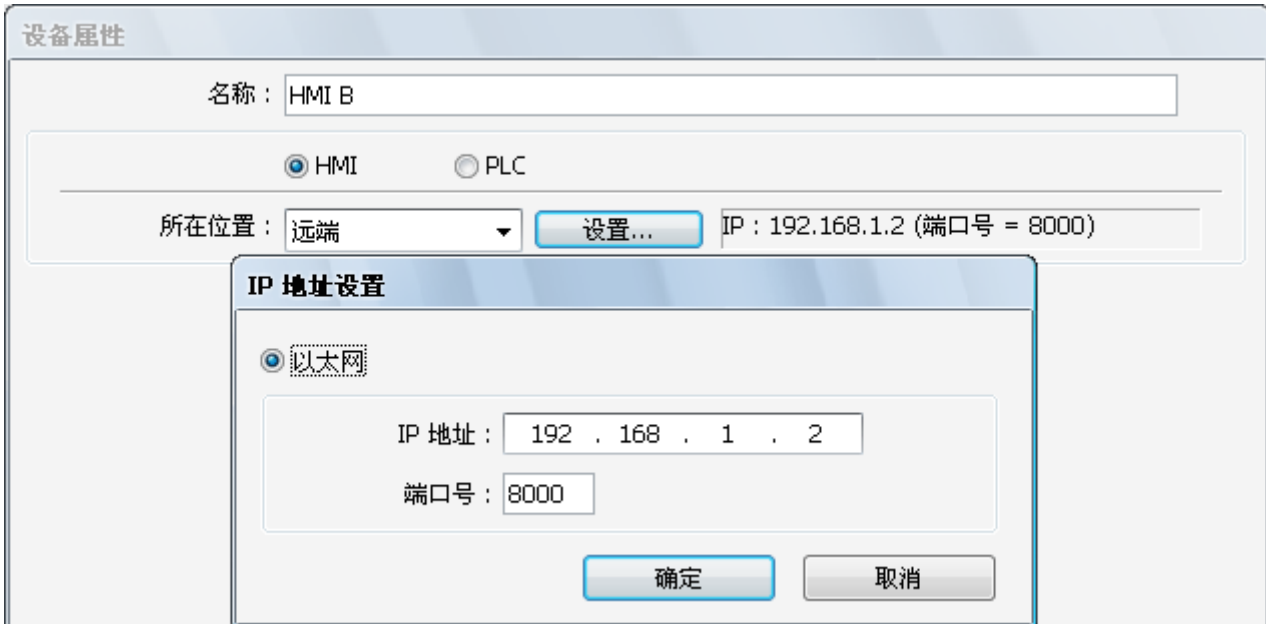 设备属性
名称： HMI B
HMI PLC
所在位置： 远端 设置... IP：192.168.1.2 (端口号 = 8000)
IP 地址设置
以太网
IP 地址： 192 . 168 . 1 . 2
端口号： 8000
确定 取消